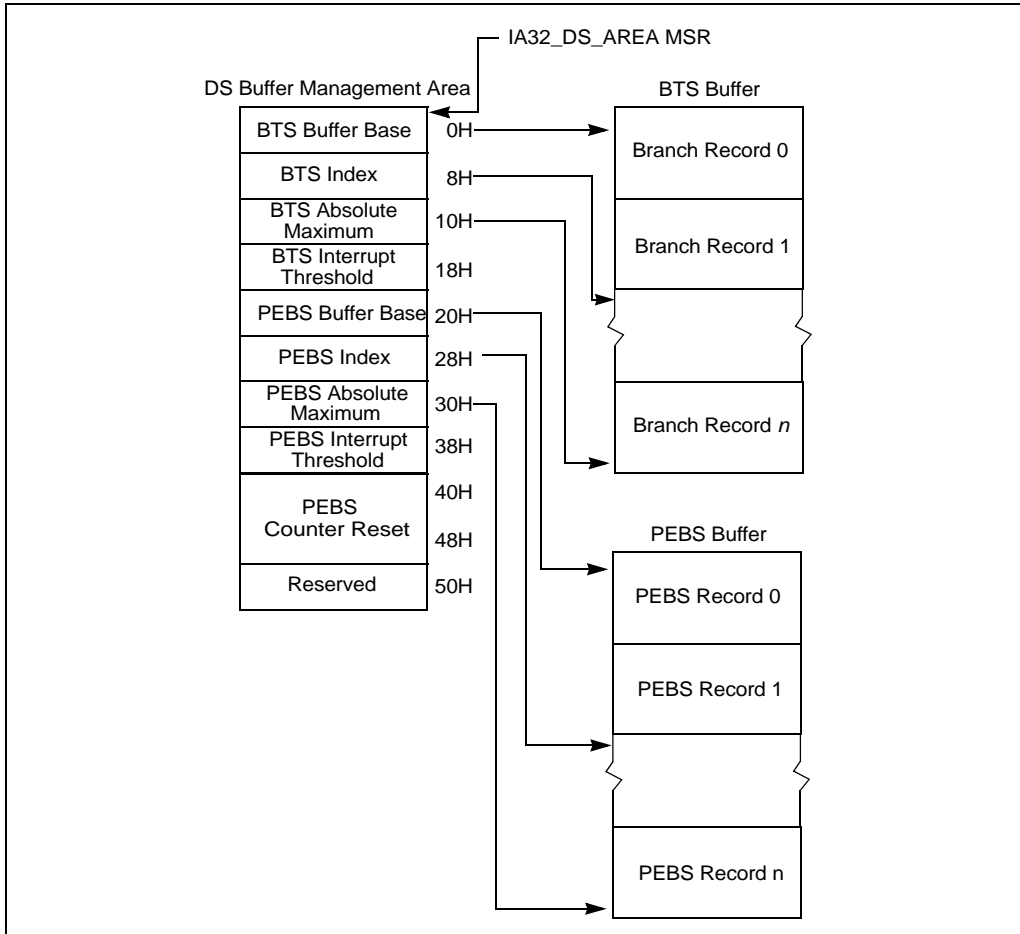 IA32_DS_AREA MSR
DS Buffer Management Area
BTS Buffer Base 0H
BTS Index 8H
BTS Absolute
Maximum 10H
BTS Interrupt
Threshold 18H
PEBS Buffer Base 20H
PEBS Index 28H
PEBS Absolute
Maximum 30H
PEBS Interrupt
Threshold 38H
40H
PEBS
Counter Reset
48H
Reserved 50H
BTS Buffer
Branch Record 0
Branch Record 1
Branch Record n
PEBS Buffer
PEBS Record 0
PEBS Record 1
PEBS Record n